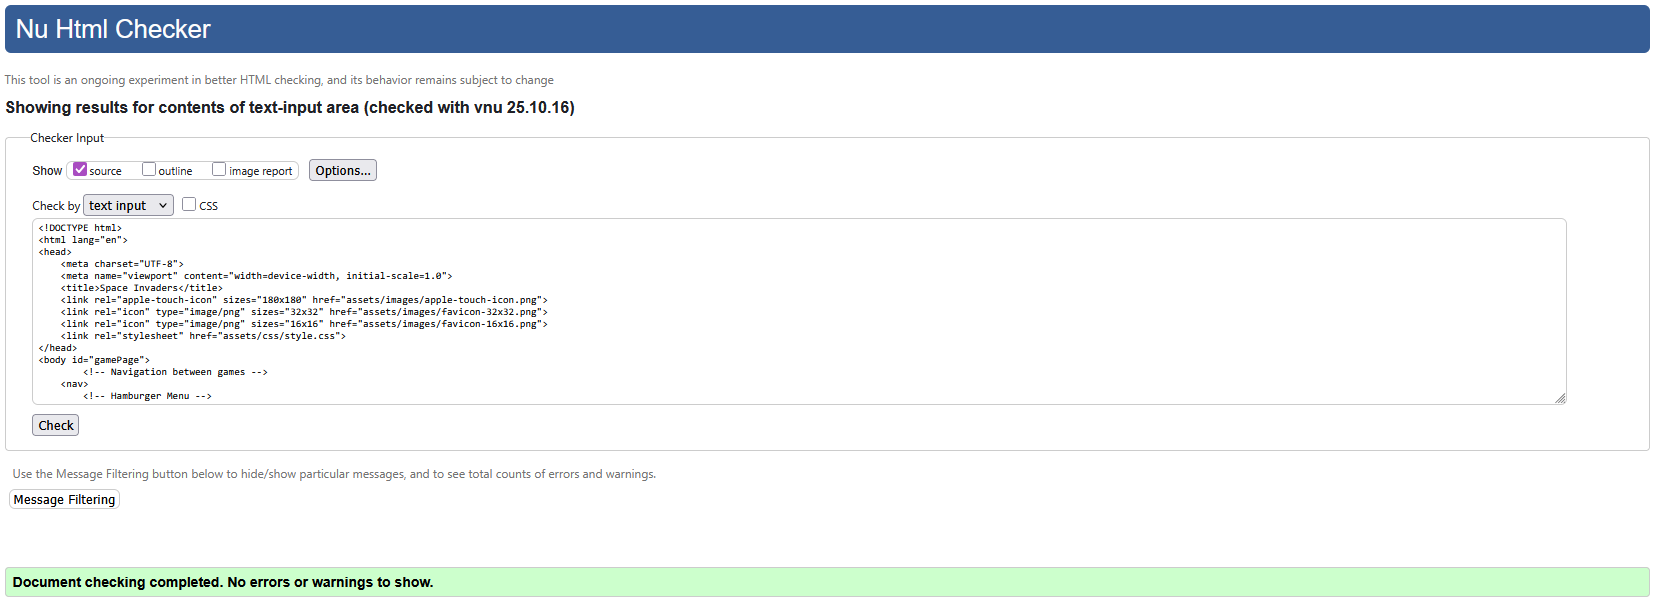 Nu Html Checker
This tool is an ongoing experiment in better HTML checking, and its behavior remains subject to change
Showing results for contents of text-input area (checked with vnu 25.10.16)
Checker Input
Show source outline image report Options...
Check by text input CSS
<!DOCTYPE html>
<html lang="en">
<head>
    <meta charset="UTF-8">
    <meta name="viewport" content="width=device-width, initial-scale=1.0">
    <title>Space Invaders</title>
    <link rel="apple-touch-icon" sizes="180x180" href="assets/images/apple-touch-icon.png">
    <link rel="icon" type="image/png" sizes="32x32" href="assets/images/favicon-32x32.png">
    <link rel="icon" type="image/png" sizes="16x16" href="assets/images/favicon-16x16.png">
    <link rel="stylesheet" href="assets/css/style.css">
</head>
<body id="gamePage">
        <!-- Navigation between games -->
    <nav>
        <!-- Hamburger Menu -->
Check
Use the Message Filtering button below to hide/show particular messages, and to see total counts of errors and warnings.
Message Filtering
Document checking completed. No errors or warnings to show.